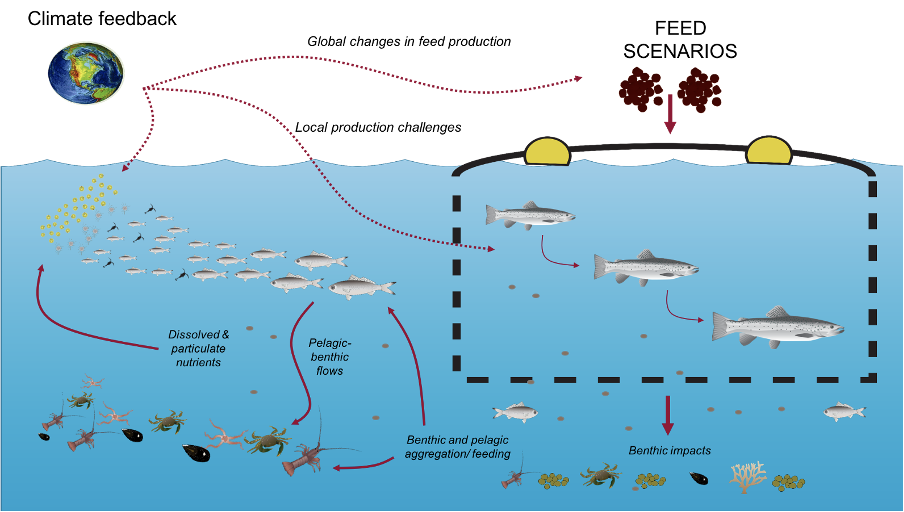 Climate feedback
Global changes in feed production
FEED
SCENARIOS
Local production challenges
Dissolved &
particulate
nutrients
Pelagic-
benthic
flows
Benthic and pelagic
aggregation/ feeding
Benthic impacts